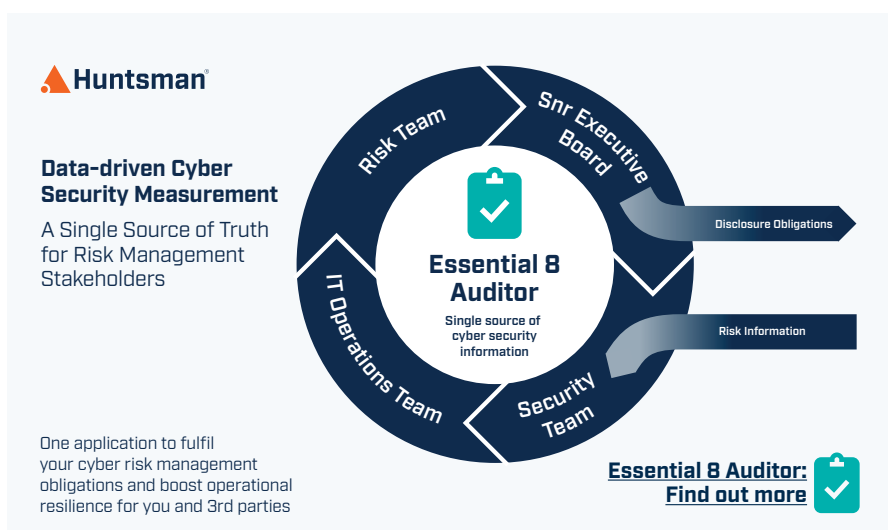 Huntsman®
Data-driven Cyber
Security Measurement
A Single Source of Truth
for Risk Management
Stakeholders
Risk Team
Snr Executive
Board
Disclosure Obligations
Essential 8
Auditor
Single source of
cyber security
information
IT Operations Team
Security
Team
Risk Information
One application to fulfil
your cyber risk management
obligations and boost operational
resilience for you and 3rd parties
Essential 8 Auditor:
Find out more